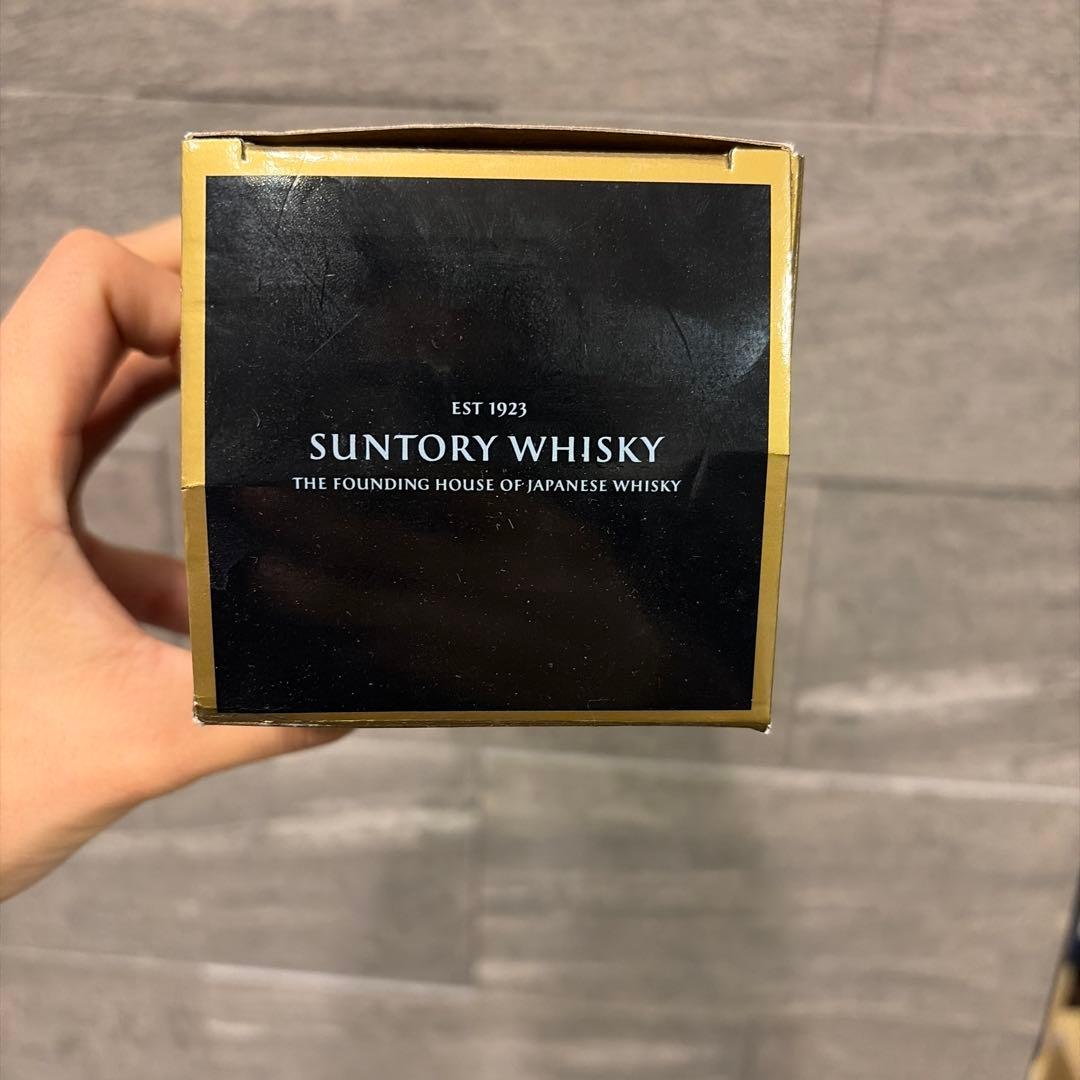 EST 1923
SUNTORY WHISKY
THE FOUNDING HOUSE OF JAPANESE WHISKY